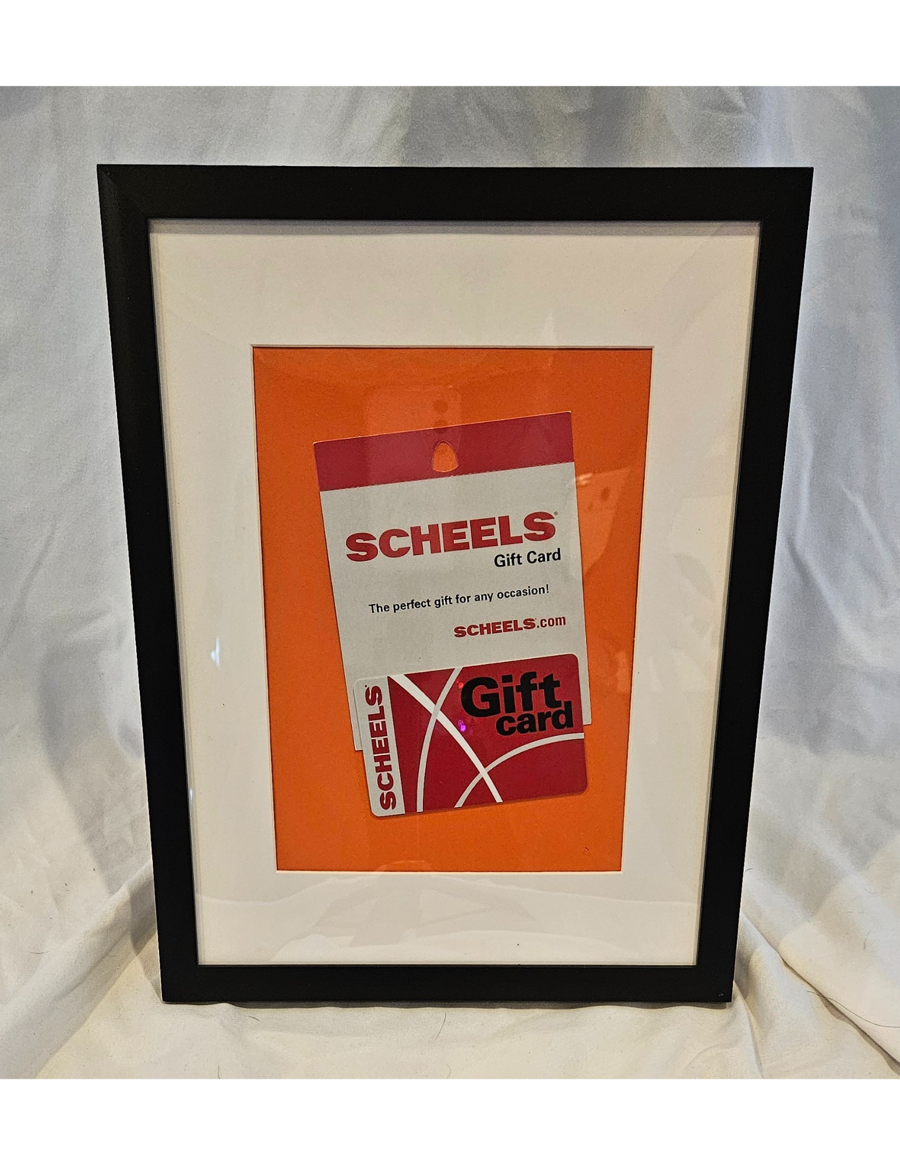 SCHEELS®
Gift Card
The perfect gift for any occasion!
SCHEELS.com
SCHEELS
Gift
card